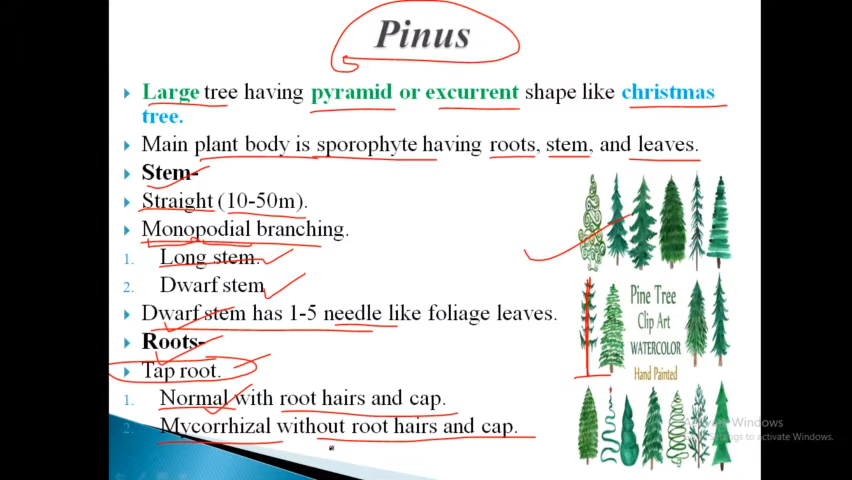 Pinus
Large tree having pyramid or excurrent shape like christmas
tree.
Main plant body is sporophyte having roots, stem, and leaves.
Stem-
Straight (10-50m).
Monopodial branching.
1. Long stem.
2. Dwarf stem
Dwarf stem has 1-5 needle like foliage leaves.
Roots-
Tap root.
1. Normal with root hairs and cap.
2. Mycorrhizal without root hairs and cap.
Pine Tree
Clip Art
WATERCOLOR
Hand Painted
Activate Windows
Settings to activate Windows.